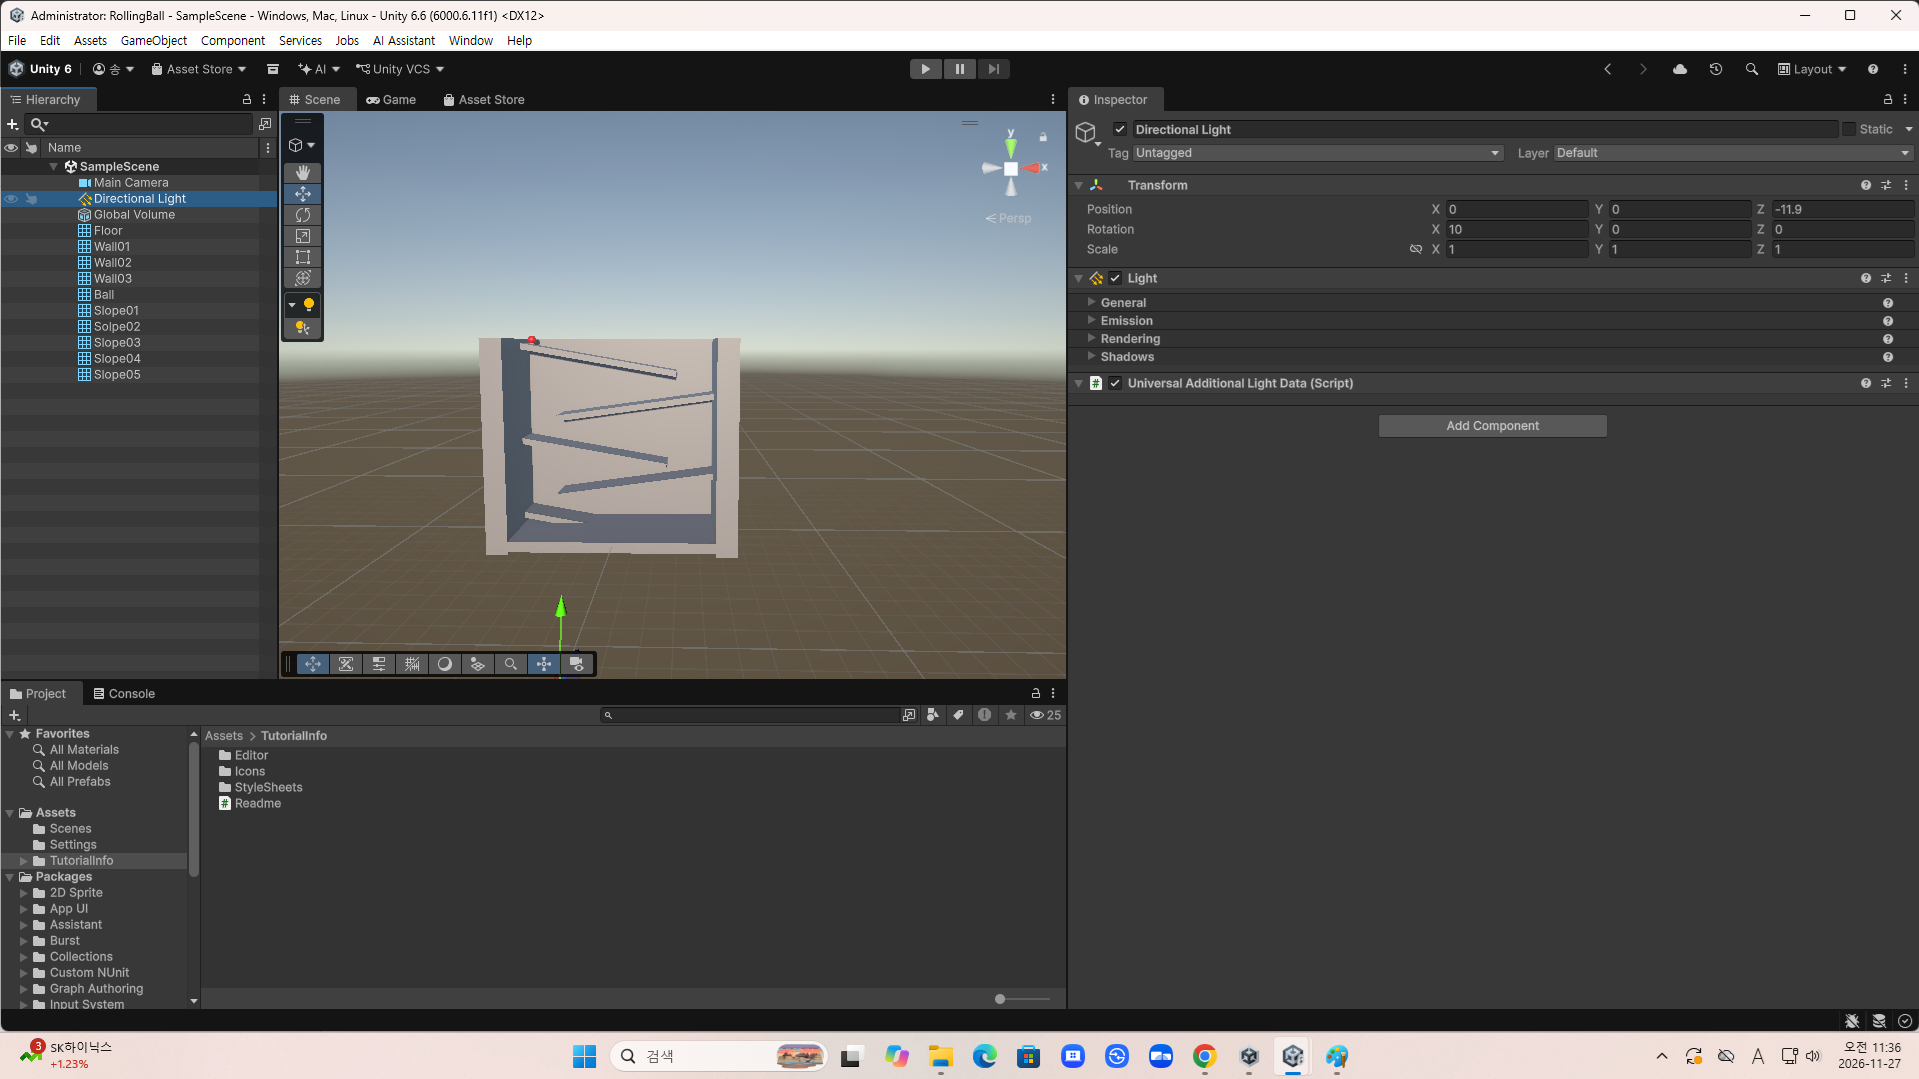 Administrator: RollingBall - SampleScene - Windows, Mac, Linux - Unity 6.6 (6000.6.11f1) <DX12>
File Edit Assets GameObject Component Services Jobs AI Assistant Window Help
Unity 6 송 Asset Store AI Unity VCS Layout
Hierarchy
Scene Game Asset Store
Inspector
Name
SampleScene
Main Camera
Directional Light
Global Volume
Floor
Wall01
Wall02
Wall03
Ball
Slope01
Solpe02
Slope03
Slope04
Slope05
y
x
Persp
Directional Light Static
Tag Untagged Layer Default
Transform
Position X 0 Y 0 Z -11.9
Rotation X 10 Y 0 Z 0
Scale X 1 Y 1 Z 1
Light
General
Emission
Rendering
Shadows
# Universal Additional Light Data (Script)
Add Component
Project Console
25
Favorites
All Materials
All Models
All Prefabs
Assets
Scenes
Settings
TutorialInfo
Packages
2D Sprite
App UI
Assistant
Burst
Collections
Custom NUnit
Graph Authoring
Input System
Assets > TutorialInfo
Editor
Icons
StyleSheets
# Readme
3 SK하이닉스
+1.23%
검색
A
오전 11:36
2026-11-27